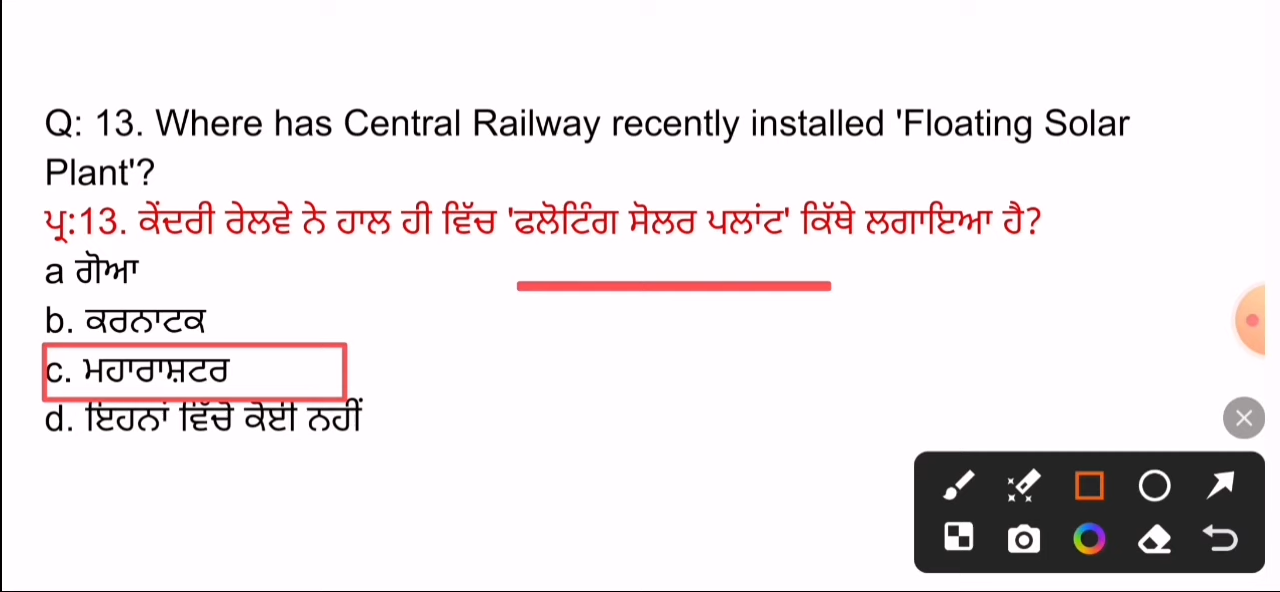 Q: 13. Where has Central Railway recently installed 'Floating Solar
Plant'?
ਪ੍ਰ:13. ਕੇਂਦਰੀ ਰੇਲਵੇ ਨੇ ਹਾਲ ਹੀ ਵਿੱਚ 'ਫਲੋਟਿੰਗ ਸੋਲਰ ਪਲਾਂਟ' ਕਿੱਥੇ ਲਗਾਇਆ ਹੈ?
a ਗੋਆ
b. ਕਰਨਾਟਕ
c. ਮਹਾਰਾਸ਼ਟਰ
d. ਇਹਨਾਂ ਵਿੱਚੋਂ ਕੋਈ ਨਹੀਂ